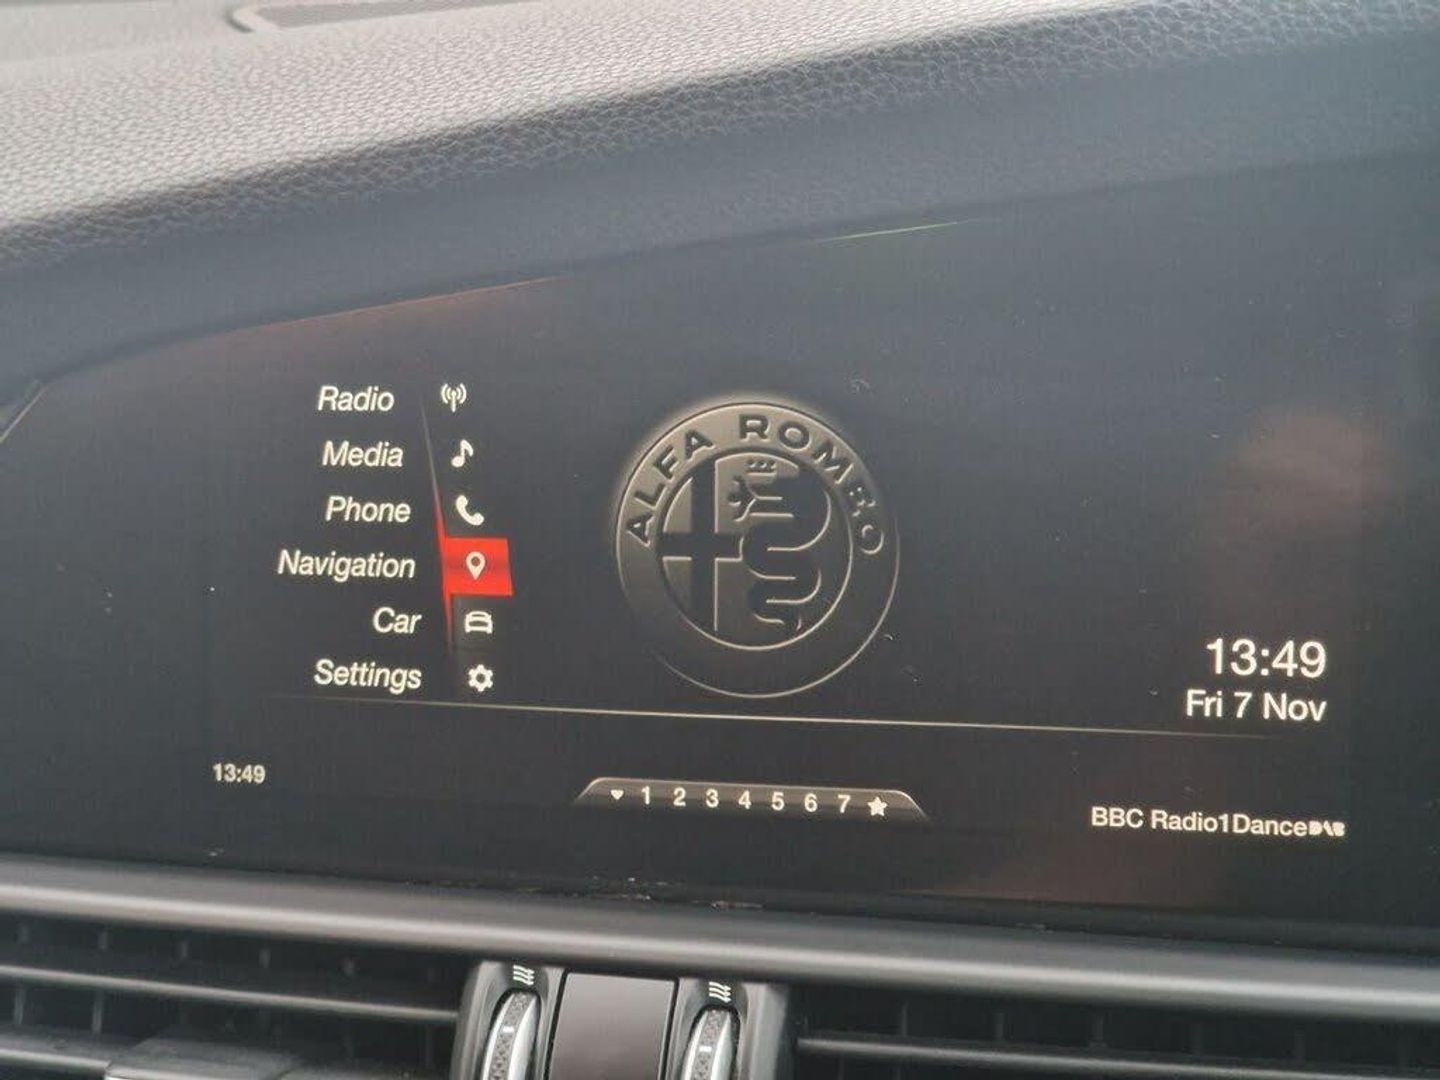 Radio
Media
Phone
Navigation
Car
Settings
ALFA ROMEO
13:49
Fri 7 Nov
13:49
1 2 3 4 5 6 7
BBC Radio1Dance DAB